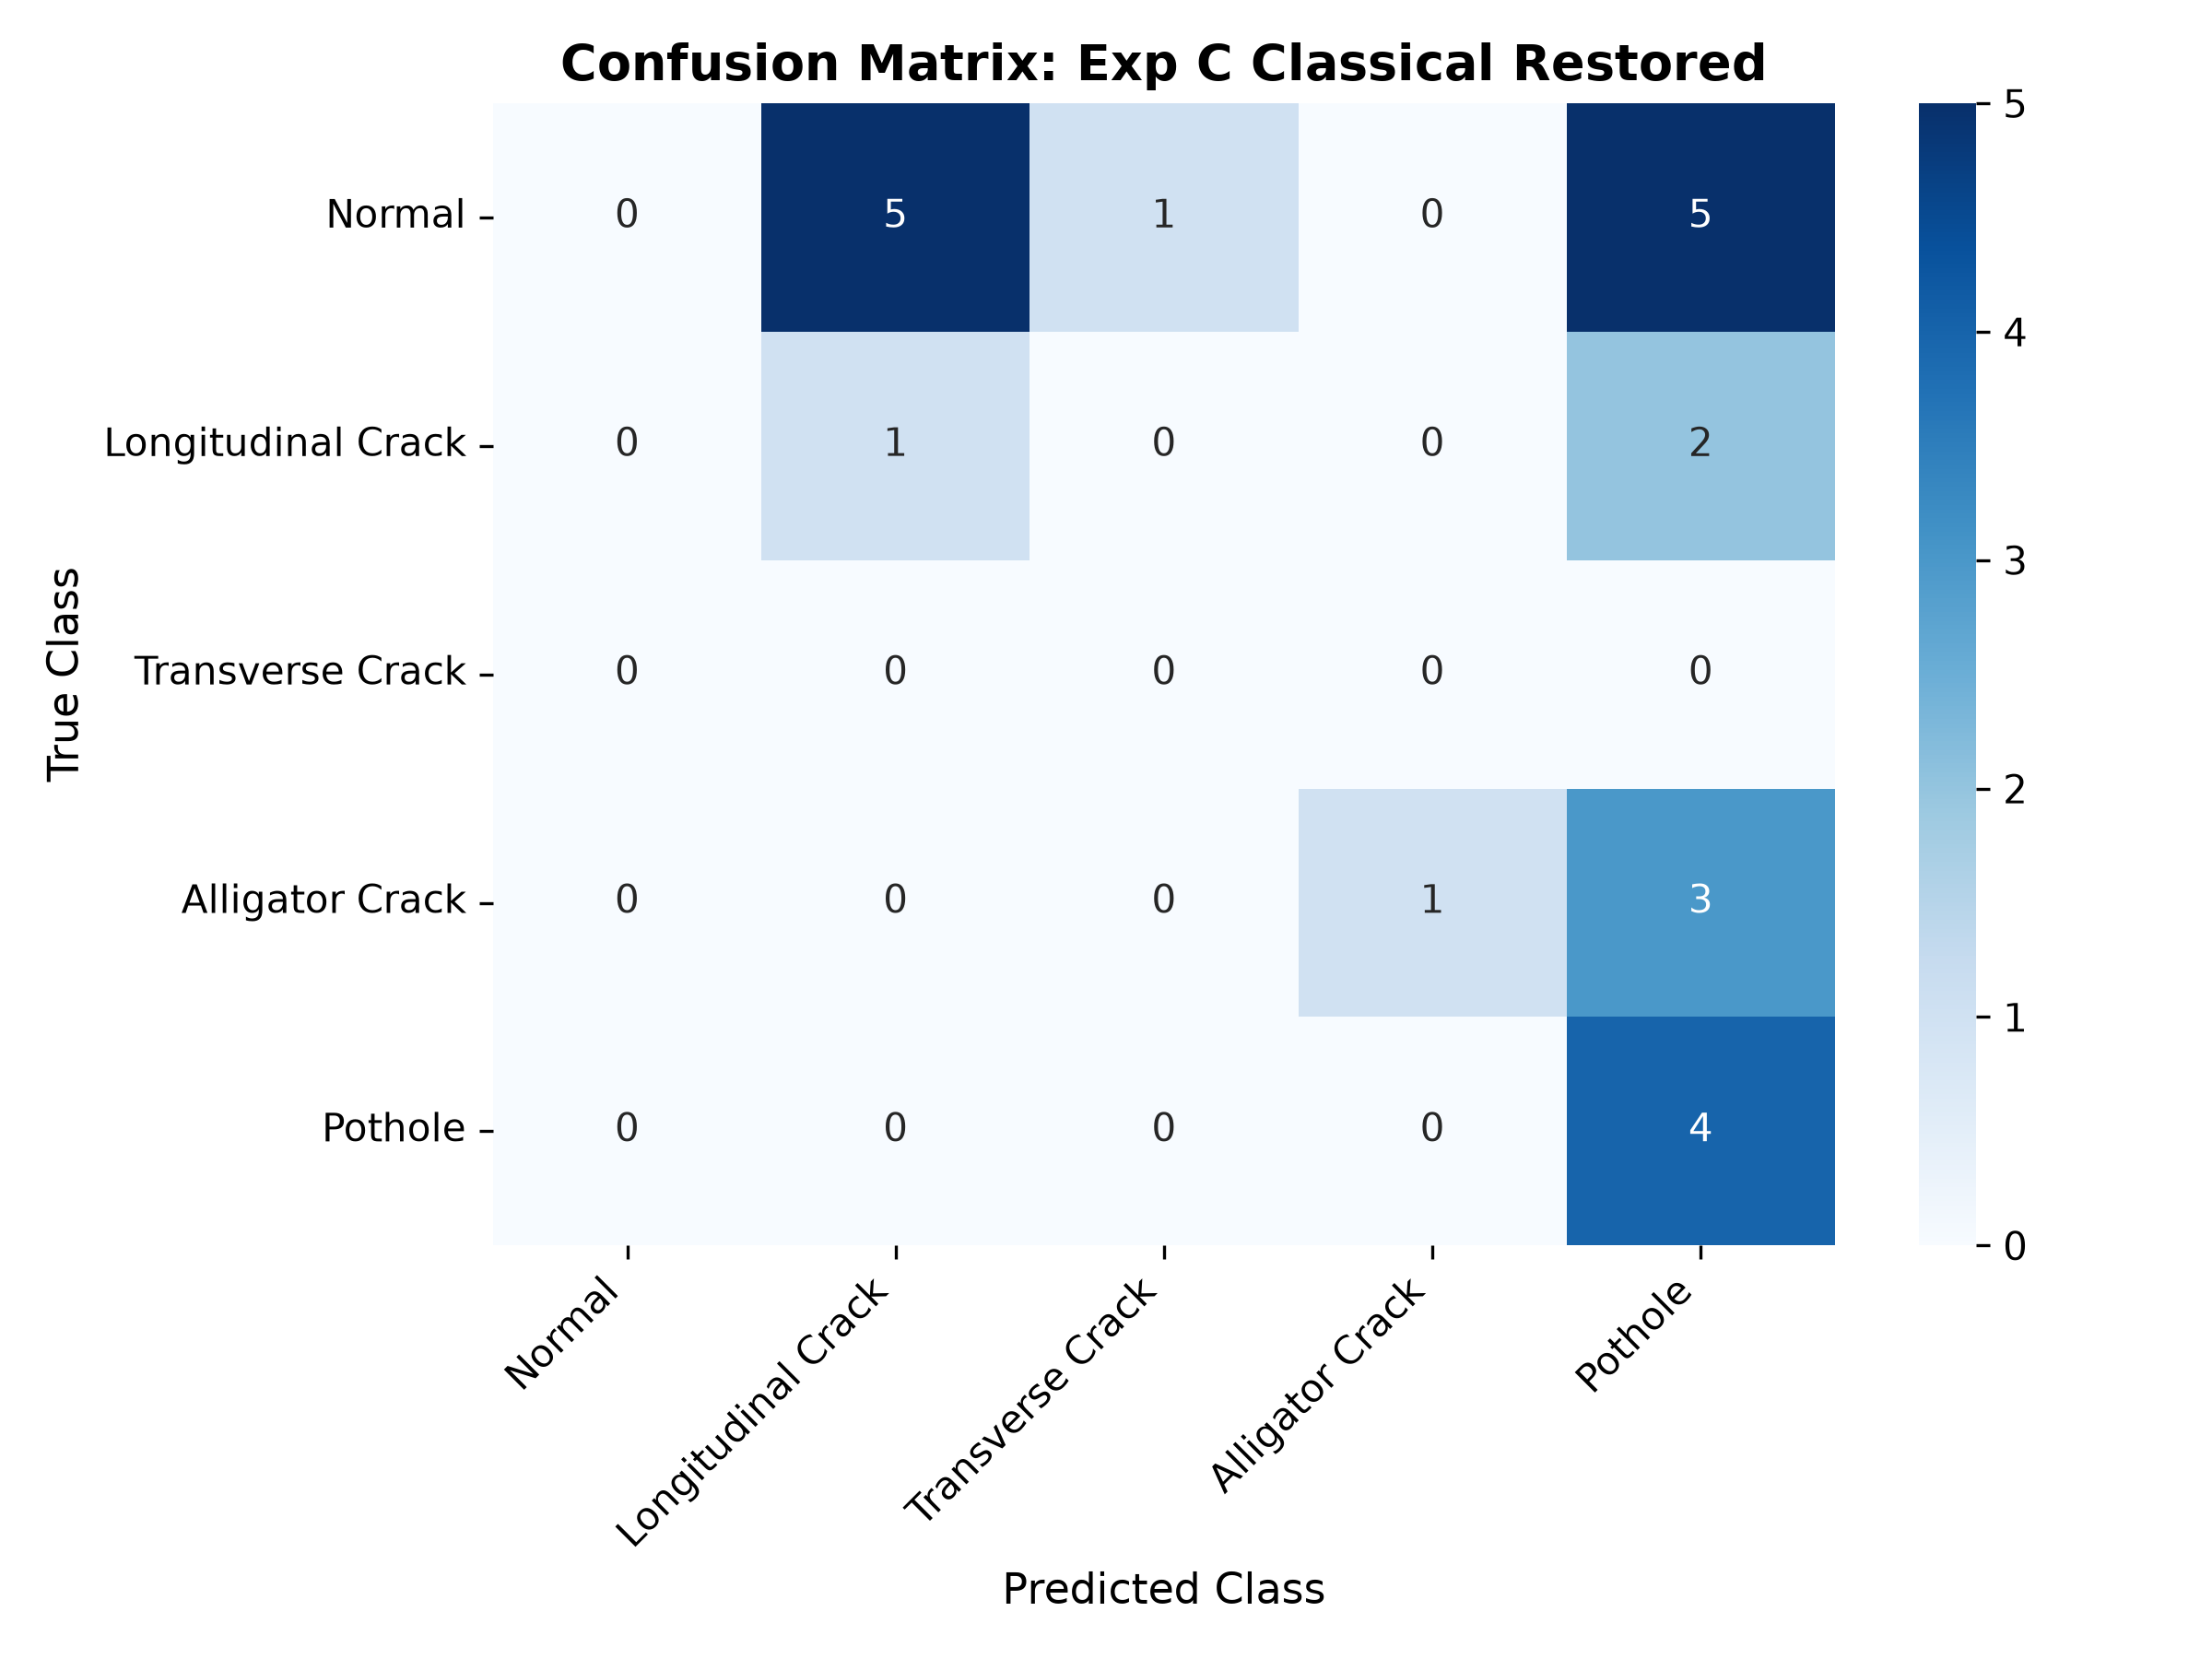 Confusion Matrix: Exp C Classical Restored
True Class
Normal 0 5 1 0 5
Longitudinal Crack 0 1 0 0 2
Transverse Crack 0 0 0 0 0
Alligator Crack 0 0 0 1 3
Pothole 0 0 0 0 4
Normal
Longitudinal Crack
Transverse Crack
Alligator Crack
Pothole
Predicted Class
5
4
3
2
1
0